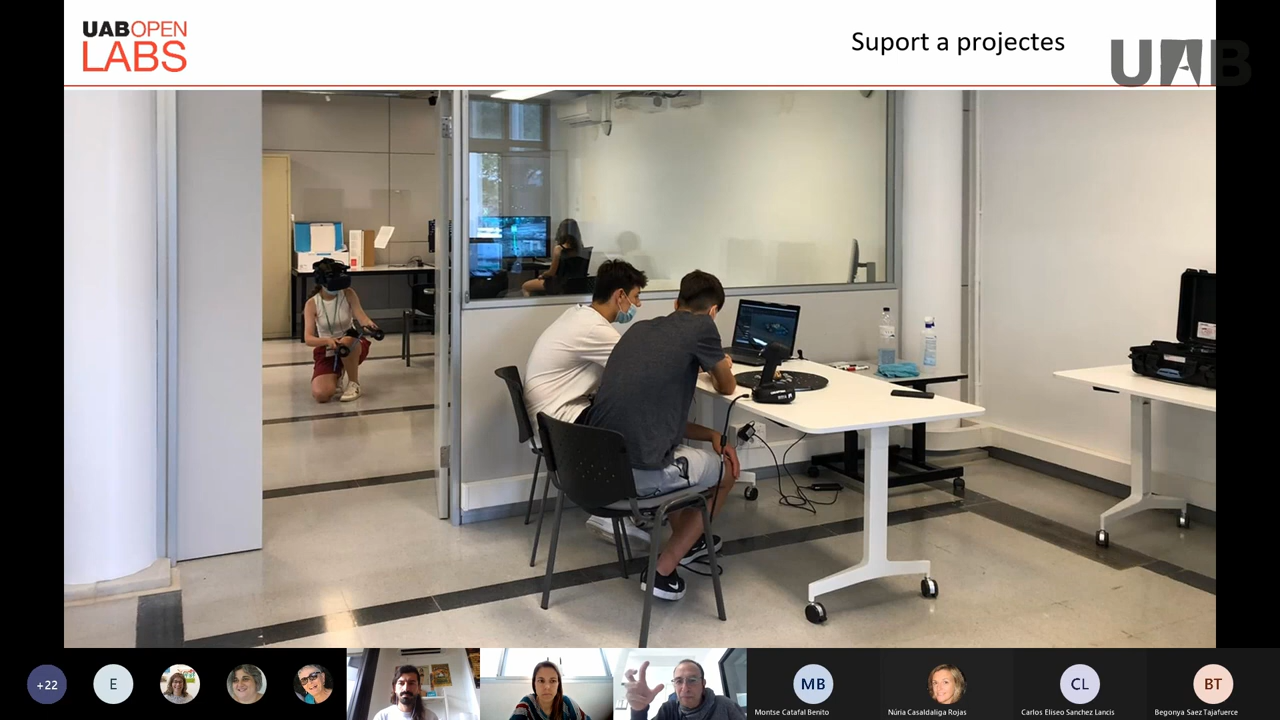 UABOPEN
LABS
Suport a projectes
UAB
+22
E
MB
Montse Catafal Benito
Núria Casaldaliga Rojas
CL
Carlos Eliseo Sanchez Lancis
BT
Begonya Saez Tajafuerce